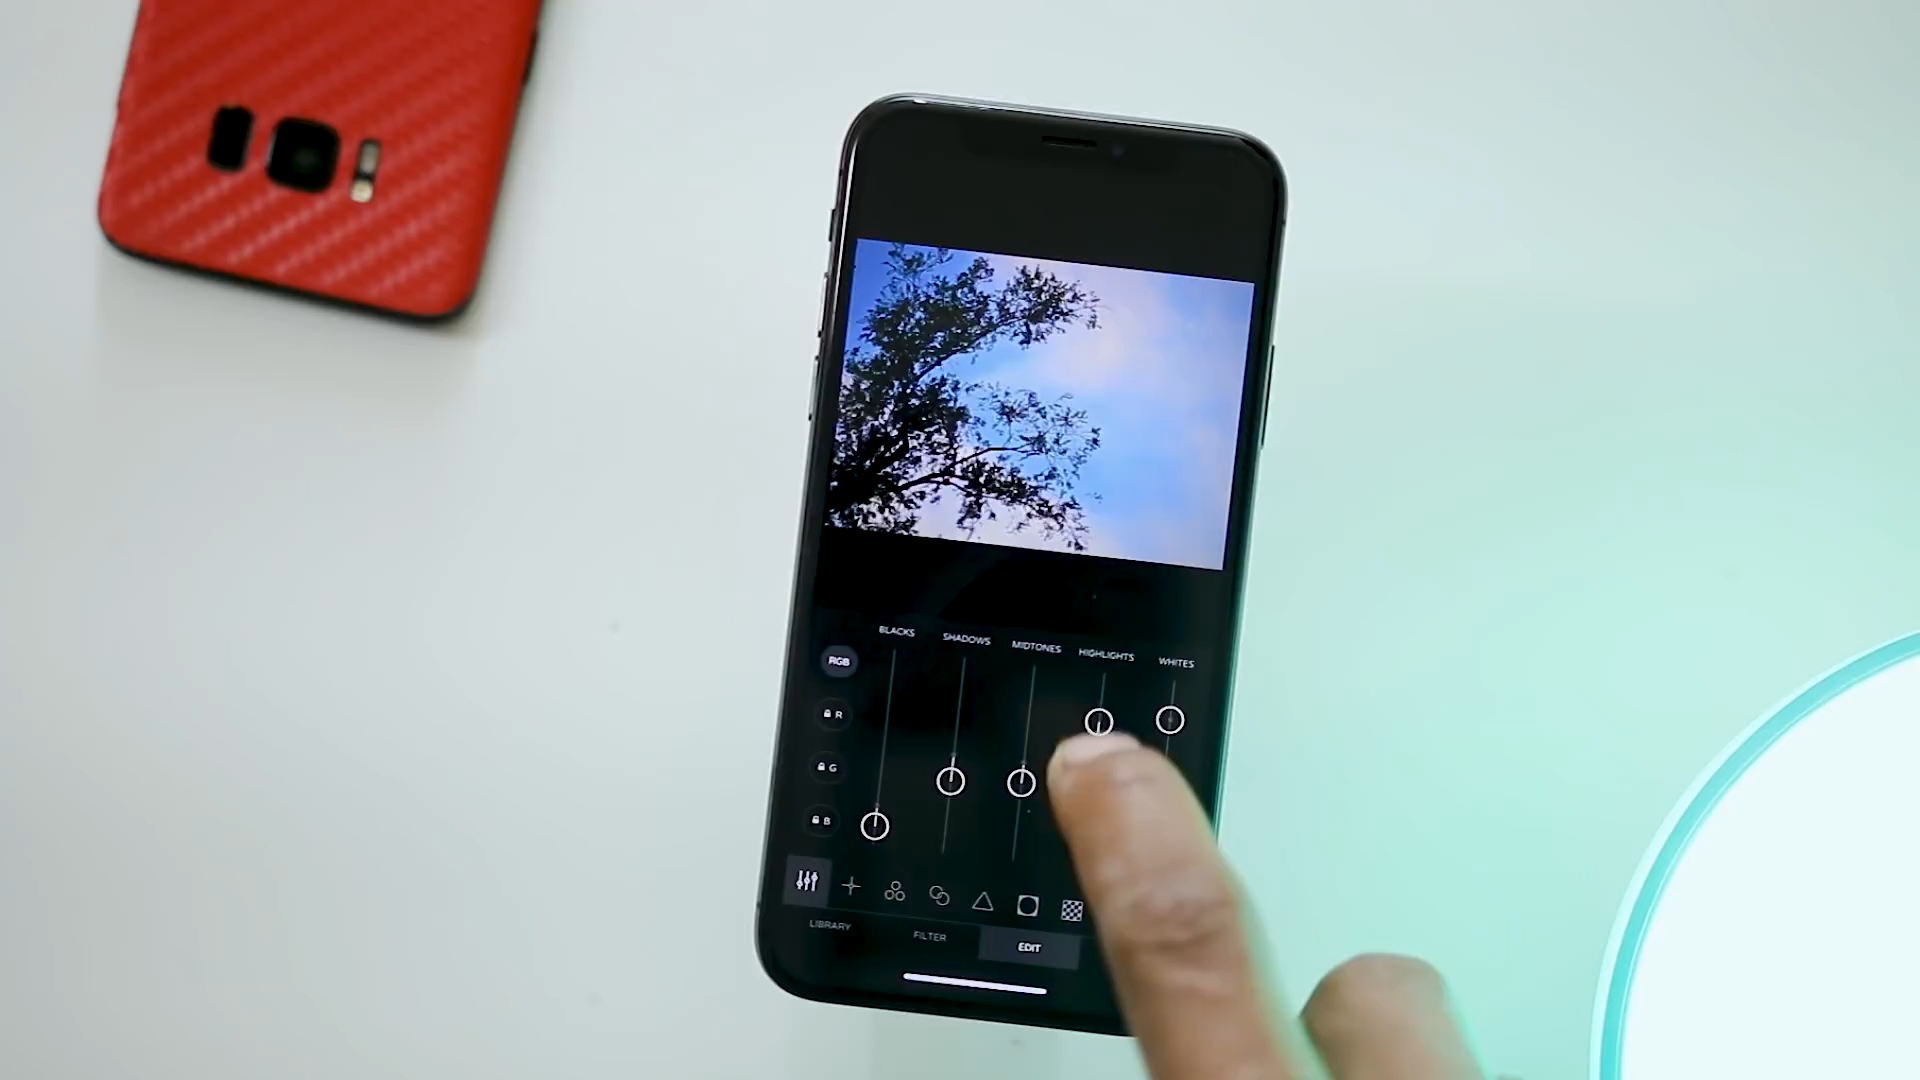 BLACKS SHADOWS MIDTONES HIGHLIGHTS WHITES
RGB
R
G
B
LIBRARY FILTER EDIT